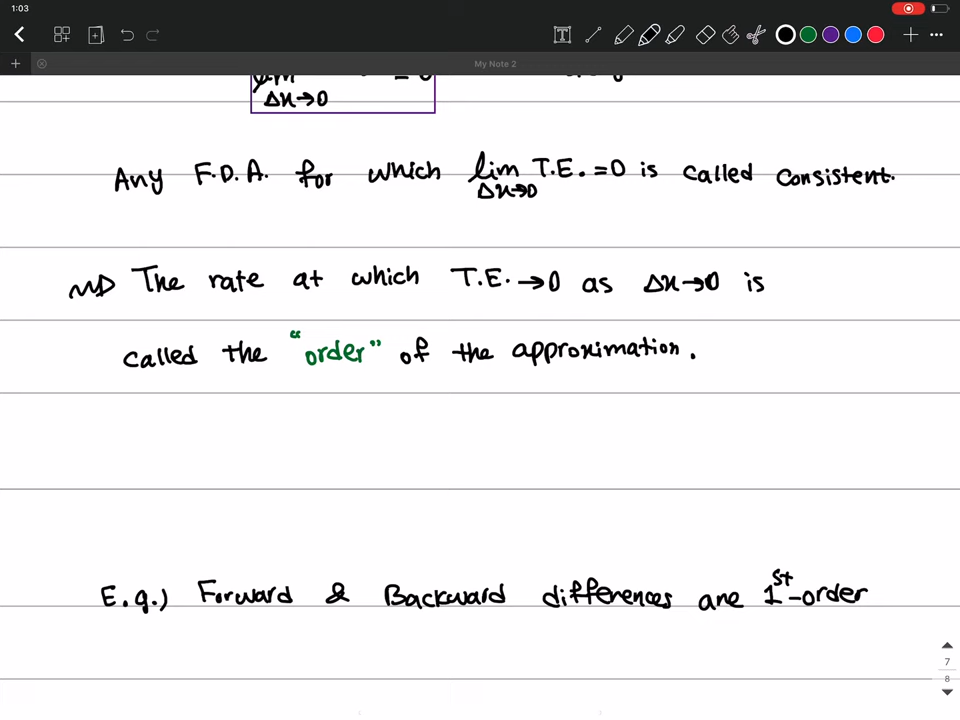 1:03
My Note 2
Δx→0
Any F.D.A. for which lim T.E. = 0 is called consistent.
Δx→0
The rate at which T.E. → 0 as Δx→0 is
called the "order" of the approximation.
E.g.) Forward & Backward differences are 1st-order
7
8